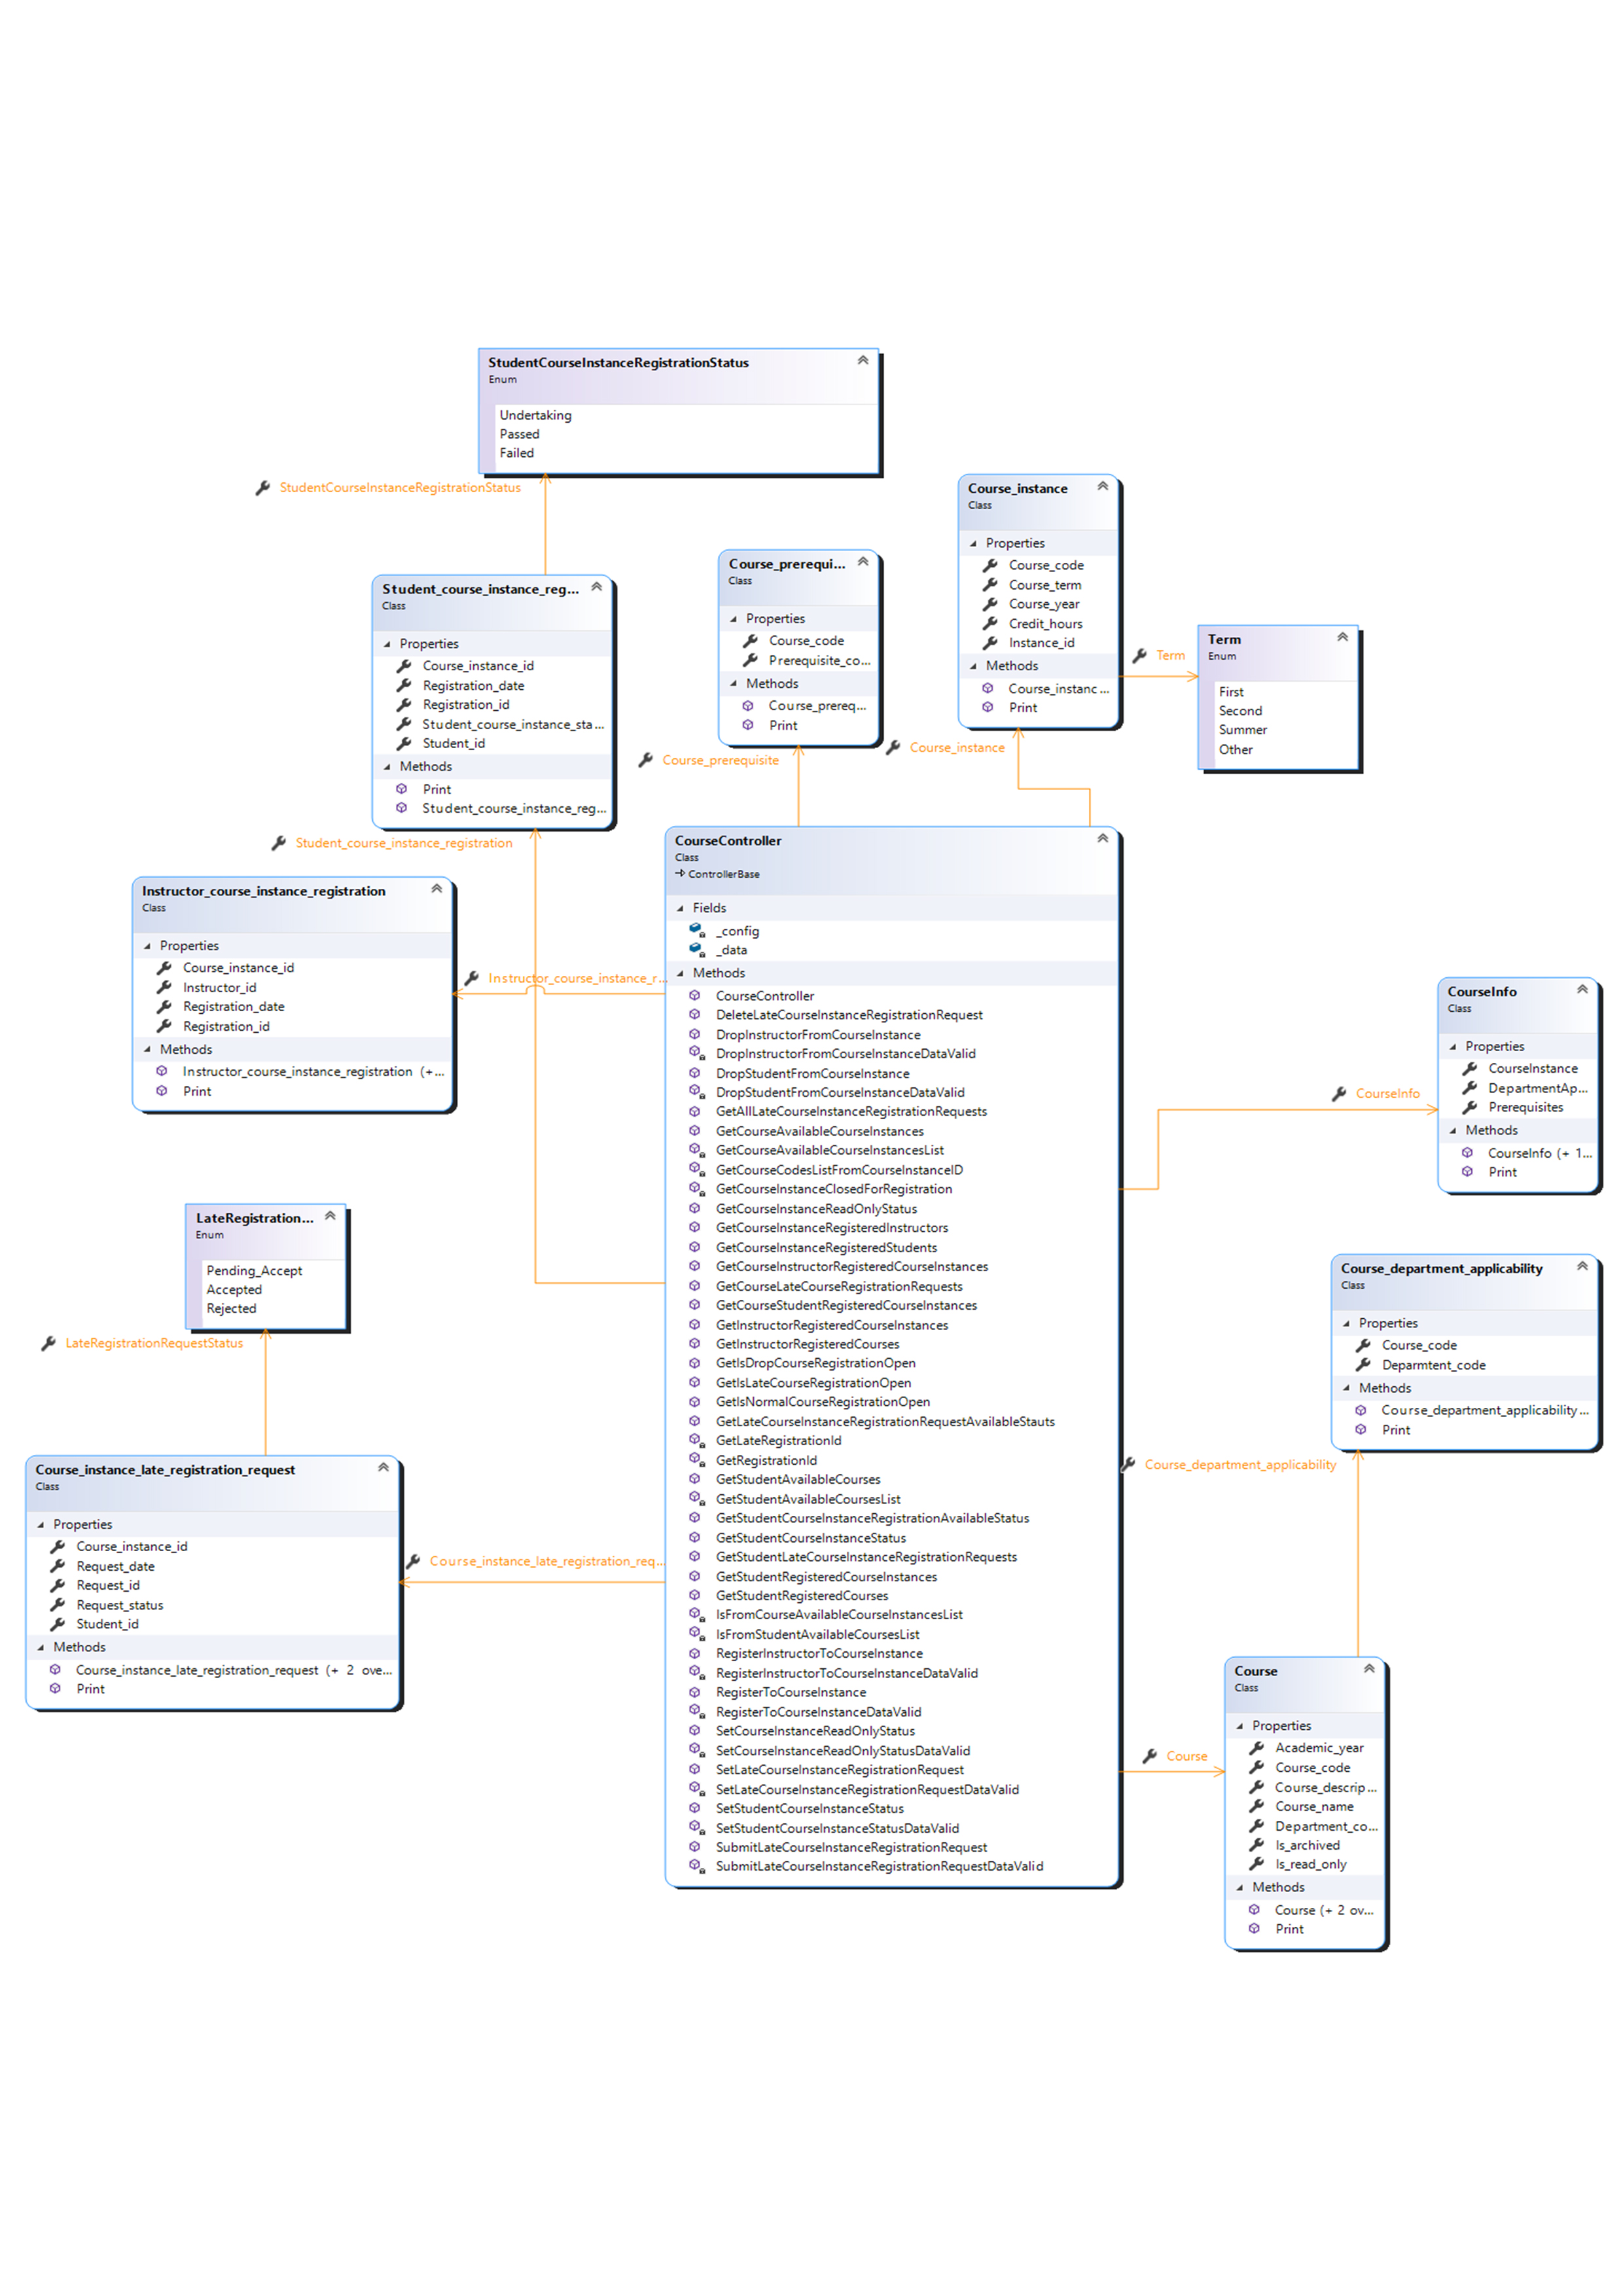 StudentCourseInstanceRegistrationStatus
Enum
Undertaking
Passed
Failed
StudentCourseInstanceRegistrationStatus
Student_course_instance_reg...
Class
Properties
Course_instance_id
Registration_date
Registration_id
Student_course_instance_sta...
Student_id
Methods
Print
Student_course_instance_reg...
Student_course_instance_registration
Course_prerequi...
Class
Properties
Course_code
Prerequisite_co...
Methods
Course_prereq...
Print
Course_prerequisite
Course_instance
Class
Properties
Course_code
Course_term
Course_year
Credit_hours
Instance_id
Methods
Course_instanc...
Print
Course_instance
Term
Term
Enum
First
Second
Summer
Other
Instructor_course_instance_registration
Class
Properties
Course_instance_id
Instructor_id
Registration_date
Registration_id
Methods
Instructor_course_instance_registration (+...
Print
Instructor_course_instance_r...
CourseController
Class
ControllerBase
Fields
_config
_data
Methods
CourseController
DeleteLateCourseInstanceRegistrationRequest
DropInstructorFromCourseInstance
DropInstructorFromCourseInstanceDataValid
DropStudentFromCourseInstance
DropStudentFromCourseInstanceDataValid
GetAllLateCourseInstanceRegistrationRequests
GetCourseAvailableCourseInstances
GetCourseAvailableCourseInstancesList
GetCourseCodesListFromCourseInstanceID
GetCourseInstanceClosedForRegistration
GetCourseInstanceReadOnlyStatus
GetCourseInstanceRegisteredInstructors
GetCourseInstanceRegisteredStudents
GetCourseInstructorRegisteredCourseInstances
GetCourseLateCourseRegistrationRequests
GetCourseStudentRegisteredCourseInstances
GetInstructorRegisteredCourseInstances
GetInstructorRegisteredCourses
GetIsDropCourseRegistrationOpen
GetIsLateCourseRegistrationOpen
GetIsNormalCourseRegistrationOpen
GetLateCourseInstanceRegistrationRequestAvailableStauts
GetLateRegistrationId
GetRegistrationId
GetStudentAvailableCourses
GetStudentAvailableCoursesList
GetStudentCourseInstanceRegistrationAvailableStatus
GetStudentCourseInstanceStatus
GetStudentLateCourseInstanceRegistrationRequests
GetStudentRegisteredCourseInstances
GetStudentRegisteredCourses
IsFromCourseAvailableCourseInstancesList
IsFromStudentAvailableCoursesList
RegisterInstructorToCourseInstance
RegisterInstructorToCourseInstanceDataValid
RegisterToCourseInstance
RegisterToCourseInstanceDataValid
SetCourseInstanceReadOnlyStatus
SetCourseInstanceReadOnlyStatusDataValid
SetLateCourseInstanceRegistrationRequest
SetLateCourseInstanceRegistrationRequestDataValid
SetStudentCourseInstanceStatus
SetStudentCourseInstanceStatusDataValid
SubmitLateCourseInstanceRegistrationRequest
SubmitLateCourseInstanceRegistrationRequestDataValid
CourseInfo
CourseInfo
Class
Properties
CourseInstance
DepartmentAp...
Prerequisites
Methods
CourseInfo (+ 1...
Print
LateRegistration...
Enum
Pending_Accept
Accepted
Rejected
LateRegistrationRequestStatus
Course_instance_late_registration_request
Class
Properties
Course_instance_id
Request_date
Request_id
Request_status
Student_id
Methods
Course_instance_late_registration_request (+ 2 ove...
Print
Course_instance_late_registration_req...
Course_department_applicability
Class
Properties
Course_code
Deparmtent_code
Methods
Course_department_applicability...
Print
Course_department_applicability
Course
Course
Class
Properties
Academic_year
Course_code
Course_descrip...
Course_name
Department_co...
Is_archived
Is_read_only
Methods
Course (+ 2 ov...
Print